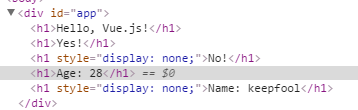 ▼<div id="app">
<h1>Hello, Vue.js!</h1>
<h1>Yes!</h1>
<h1 style="display: none;">No!</h1>
<h1>Age: 28</h1> == $0
<h1 style="display: none;">Name: keepfool</h1>
</div>